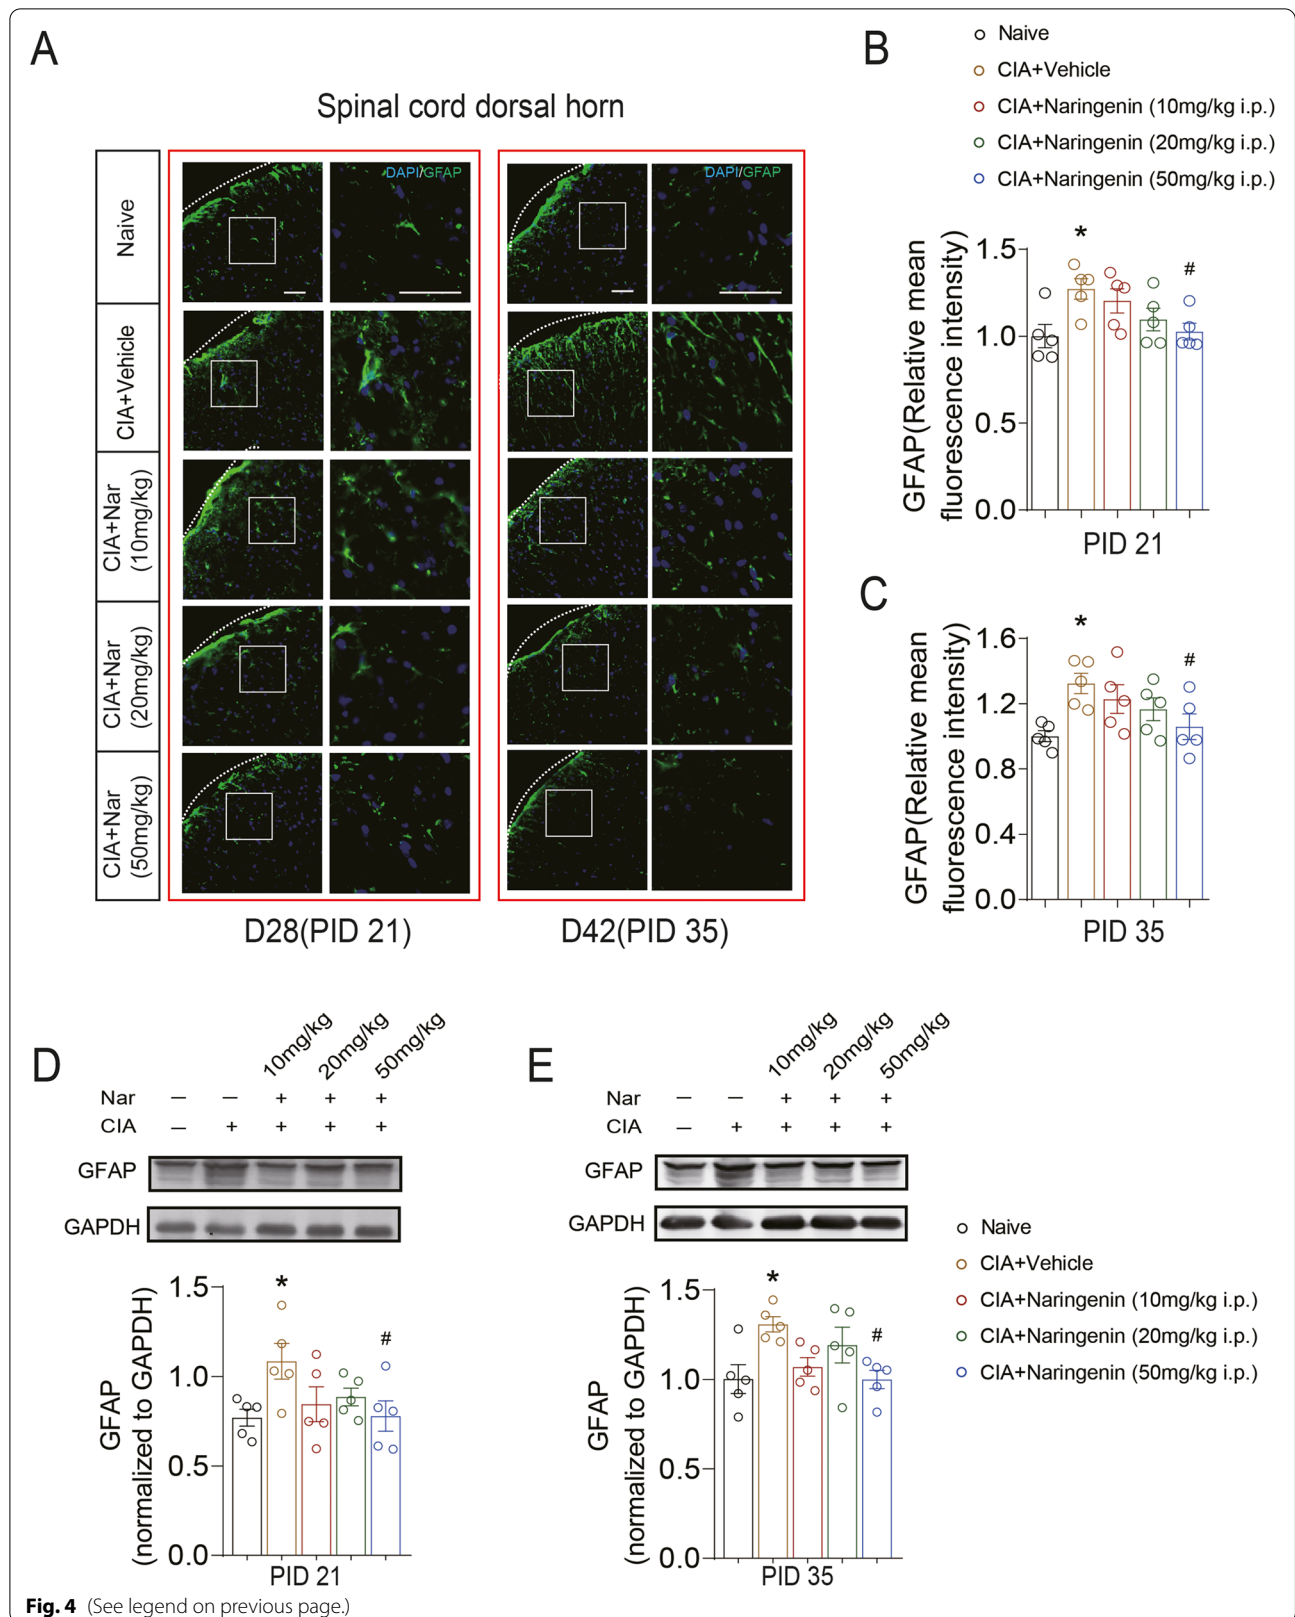 A
Spinal cord dorsal horn
Naive
CIA+Vehicle
CIA+Nar
(10mg/kg)
CIA+Nar
(20mg/kg)
CIA+Nar
(50mg/kg)
DAPI/GFAP
DAPI/GFAP
D28(PID 21)
D42(PID 35)
B
Naive
CIA+Vehicle
CIA+Naringenin (10mg/kg i.p.)
CIA+Naringenin (20mg/kg i.p.)
CIA+Naringenin (50mg/kg i.p.)
GFAP(Relative mean
fluorescence intensity)
1.5
1.0
0.5
0.0
*
#
PID 21
C
GFAP(Relative mean
fluorescence intensity)
1.6
1.2
0.8
0.4
0.0
*
#
PID 35
D
10mg/kg
20mg/kg
50mg/kg
Nar — — + + +
CIA — + + + +
GFAP
GAPDH
GFAP
(normalized to GAPDH)
1.5
1.0
0.5
0.0
*
#
PID 21
E
10mg/kg
20mg/kg
50mg/kg
Nar — — + + +
CIA — + + + +
GFAP
GAPDH
GFAP
(normalized to GAPDH)
1.5
1.0
0.5
0.0
*
#
PID 35
Naive
CIA+Vehicle
CIA+Naringenin (10mg/kg i.p.)
CIA+Naringenin (20mg/kg i.p.)
CIA+Naringenin (50mg/kg i.p.)
Fig. 4 (See legend on previous page.)